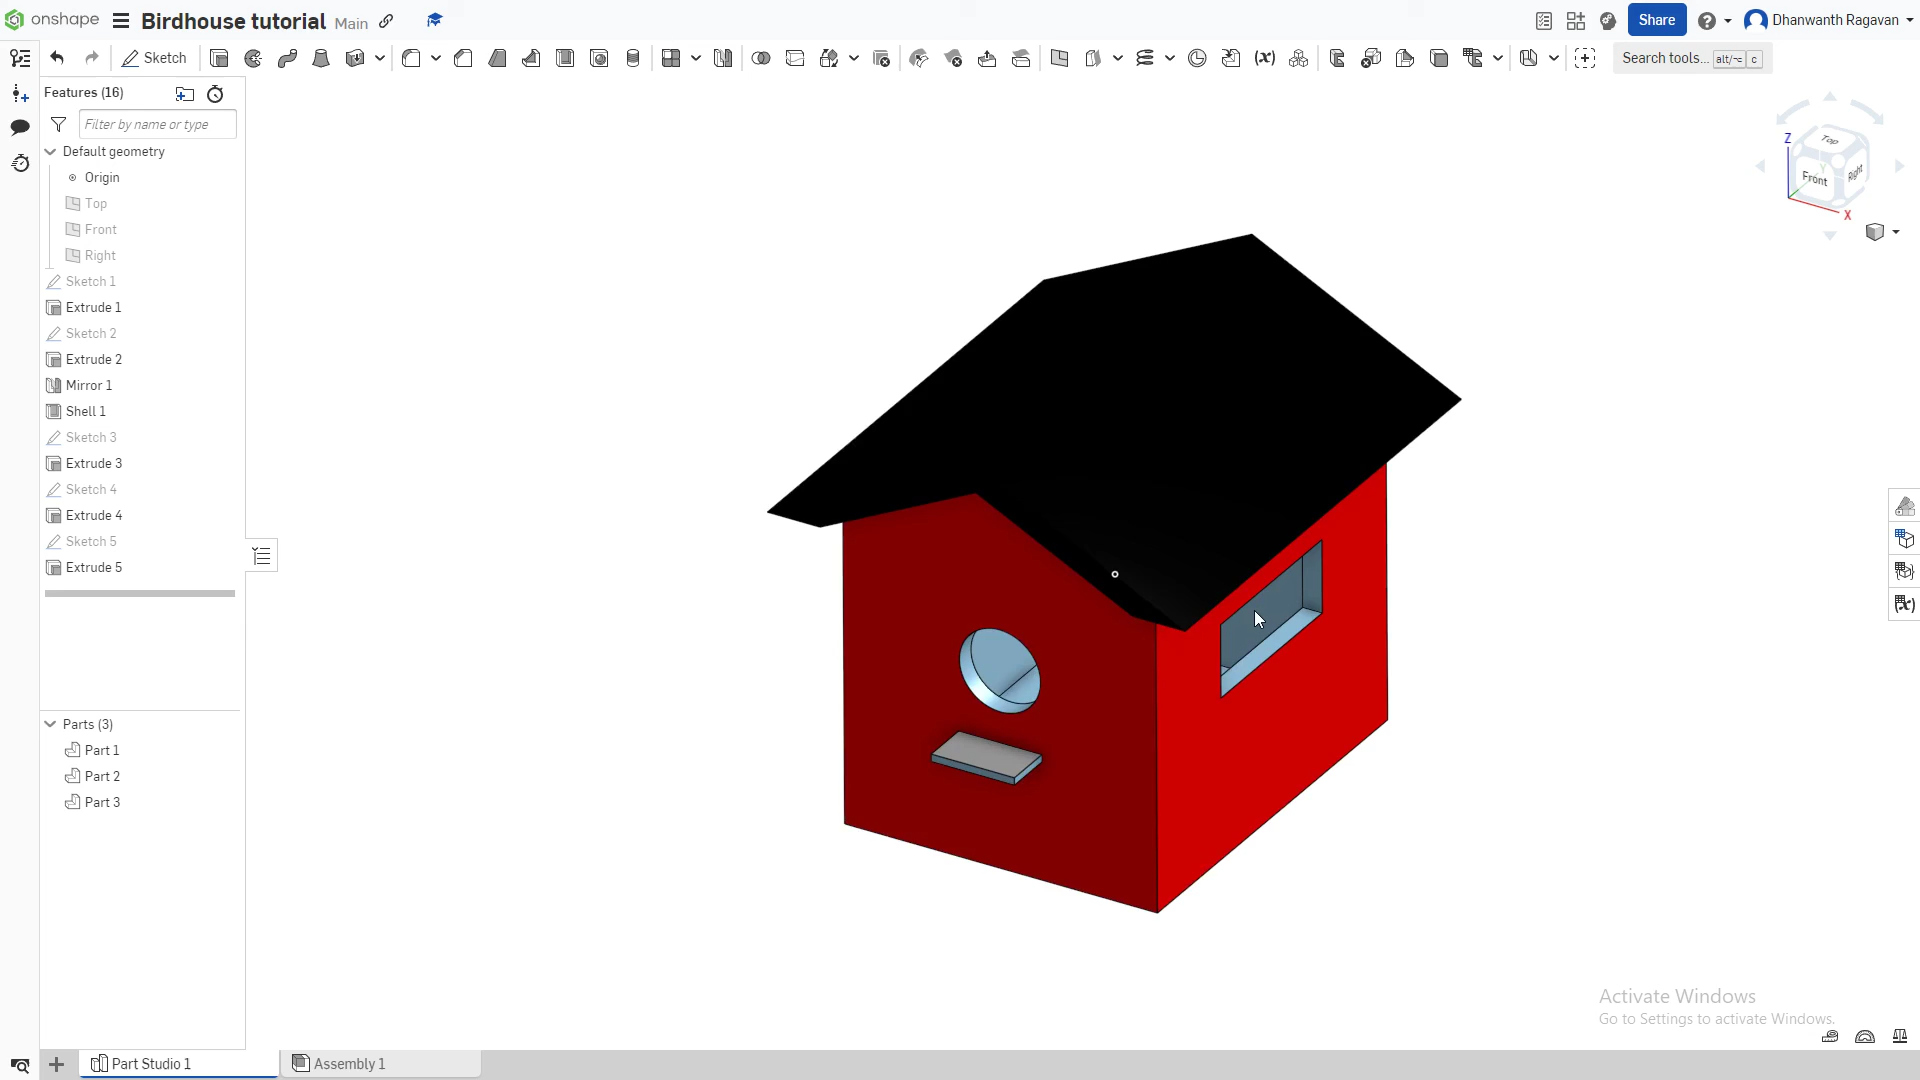 onshape Birdhouse tutorial Main Share Dhanwanth Ragavan
Sketch Search tools... alt/⌥ c
Features (16)
Filter by name or type
Default geometry
Origin
Top
Front
Right
Sketch 1
Extrude 1
Sketch 2
Extrude 2
Mirror 1
Shell 1
Sketch 3
Extrude 3
Sketch 4
Extrude 4
Sketch 5
Extrude 5
Parts (3)
Part 1
Part 2
Part 3
Z
Top
Y
Front
Right
X
Activate Windows
Go to Settings to activate Windows.
Part Studio 1 Assembly 1